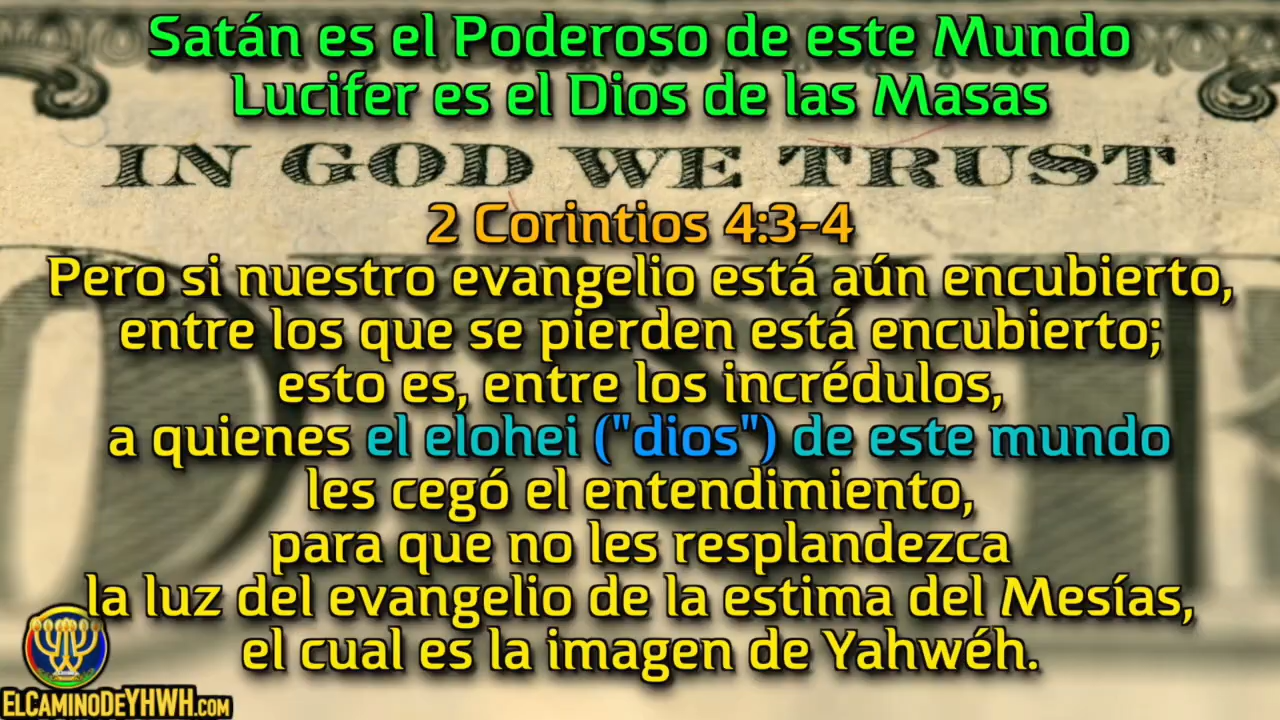 Satán es el Poderoso de este Mundo
Lucifer es el Dios de las Masas
IN GOD WE TRUST
2 Corintios 4:3-4
Pero si nuestro evangelio está aún encubierto,
entre los que se pierden está encubierto;
esto es, entre los incrédulos,
a quienes el elohei ("dios") de este mundo
les cegó el entendimiento,
para que no les resplandezca
la luz del evangelio de la estima del Mesías,
el cual es la imagen de Yahwéh.
ELCAMINODEYHWH.com